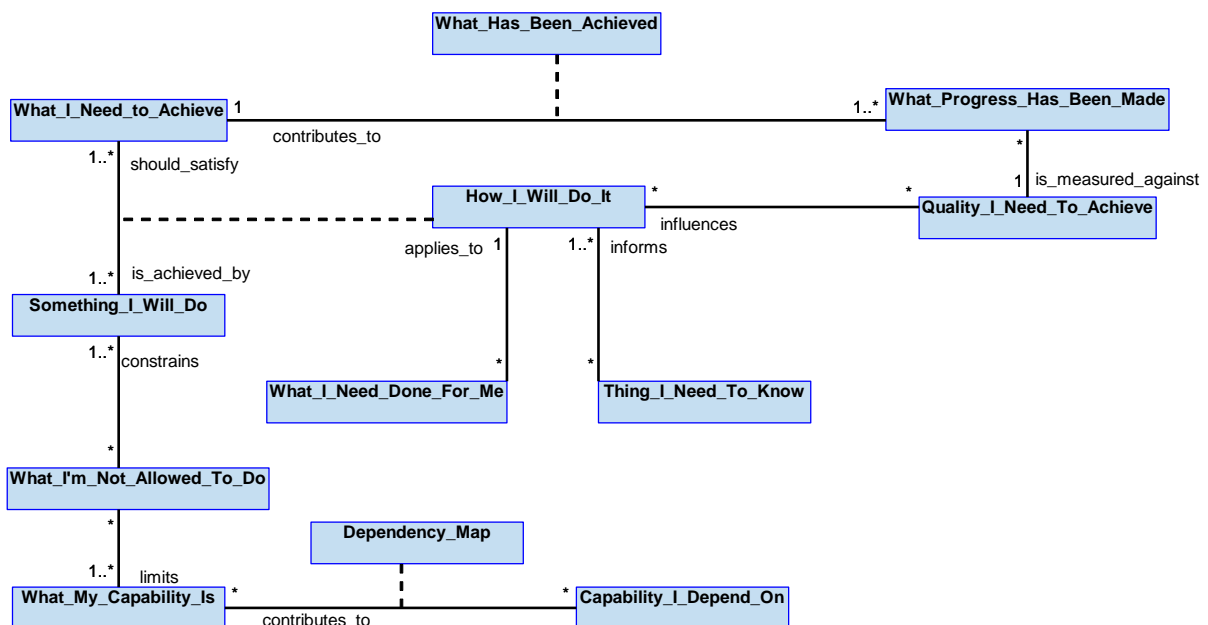 What_Has_Been_Achieved
What_I_Need_to_Achieve
1
1..*
What_Progress_Has_Been_Made
contributes_to
1..*
should_satisfy
*
1
is_measured_against
How_I_Will_Do_It
*
*
Quality_I_Need_To_Achieve
influences
applies_to
1
1..*
informs
1..*
is_achieved_by
Something_I_Will_Do
1..*
constrains
*
*
What_I_Need_Done_For_Me
Thing_I_Need_To_Know
*
What_I'm_Not_Allowed_To_Do
*
Dependency_Map
1..*
limits
What_My_Capability_Is
*
*
Capability_I_Depend_On
contributes_to